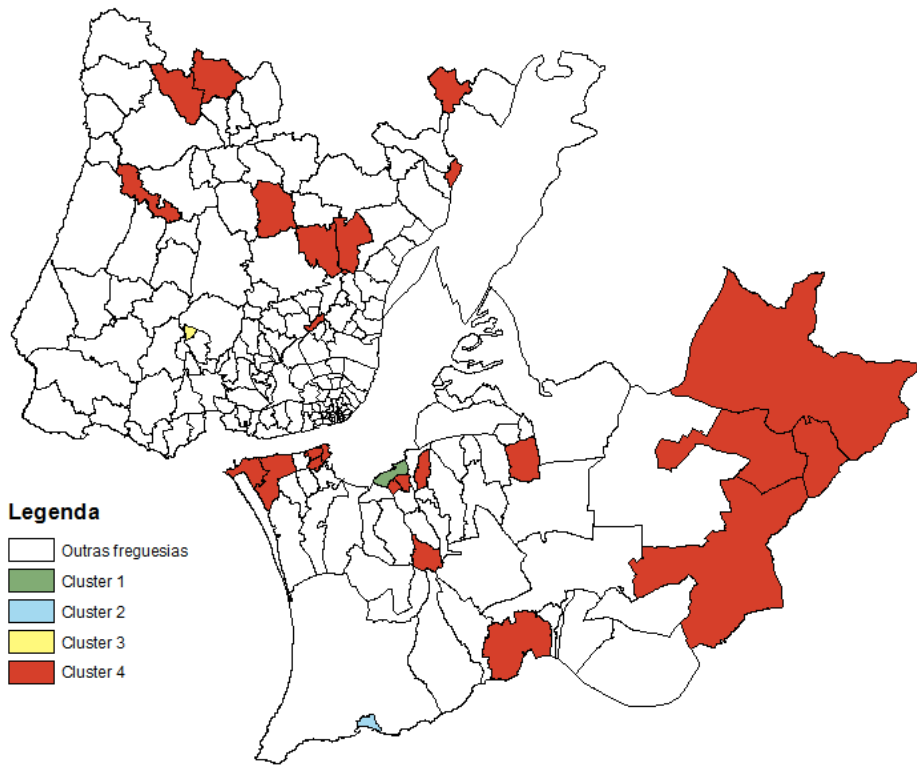 Legenda
Outras freguesias
Cluster 1
Cluster 2
Cluster 3
Cluster 4